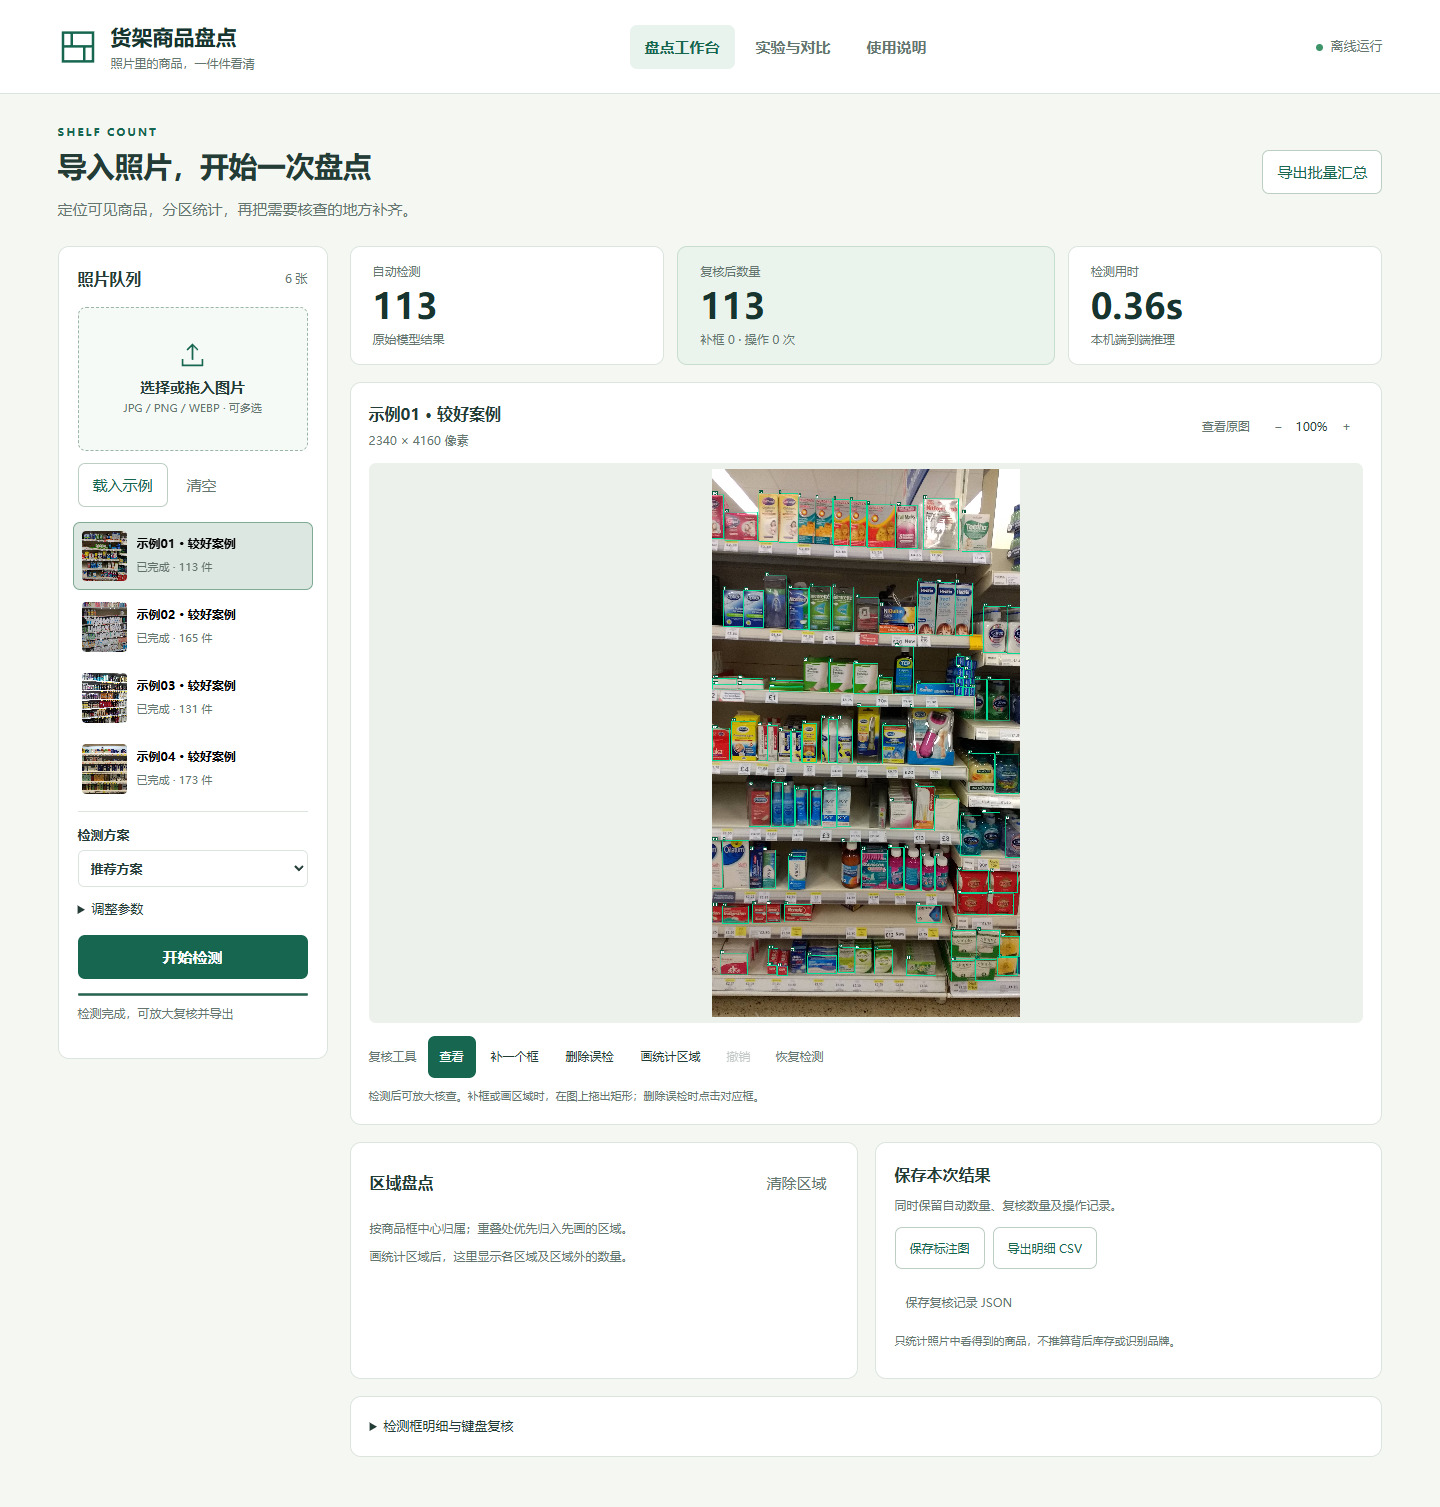 货架商品盘点
照片里的商品，一件件看清
盘点工作台
实验与对比
使用说明
离线运行
SHELF COUNT
导入照片，开始一次盘点
定位可见商品，分区统计，再把需要核查的地方补齐。
导出批量汇总
照片队列
6 张
选择或拖入图片
JPG / PNG / WEBP · 可多选
载入示例
清空
示例01 • 较好案例
已完成 · 113 件
示例02 • 较好案例
已完成 · 165 件
示例03 • 较好案例
已完成 · 131 件
示例04 • 较好案例
已完成 · 173 件
检测方案
推荐方案
调整参数
开始检测
检测完成，可放大复核并导出
自动检测
113
原始模型结果
复核后数量
113
补框 0 · 操作 0 次
检测用时
0.36s
本机端到端推理
示例01 • 较好案例
2340 × 4160 像素
查看原图
−
100%
+
复核工具
查看
补一个框
删除误检
画统计区域
撤销
恢复检测
检测后可放大核查。补框或画区域时，在图上拖出矩形；删除误检时点击对应框。
区域盘点
清除区域
按商品框中心归属；重叠处优先归入先画的区域。
画统计区域后，这里显示各区域及区域外的数量。
保存本次结果
同时保留自动数量、复核数量及操作记录。
保存标注图
导出明细 CSV
保存复核记录 JSON
只统计照片中看得到的商品，不推算背后库存或识别品牌。
检测框明细与键盘复核